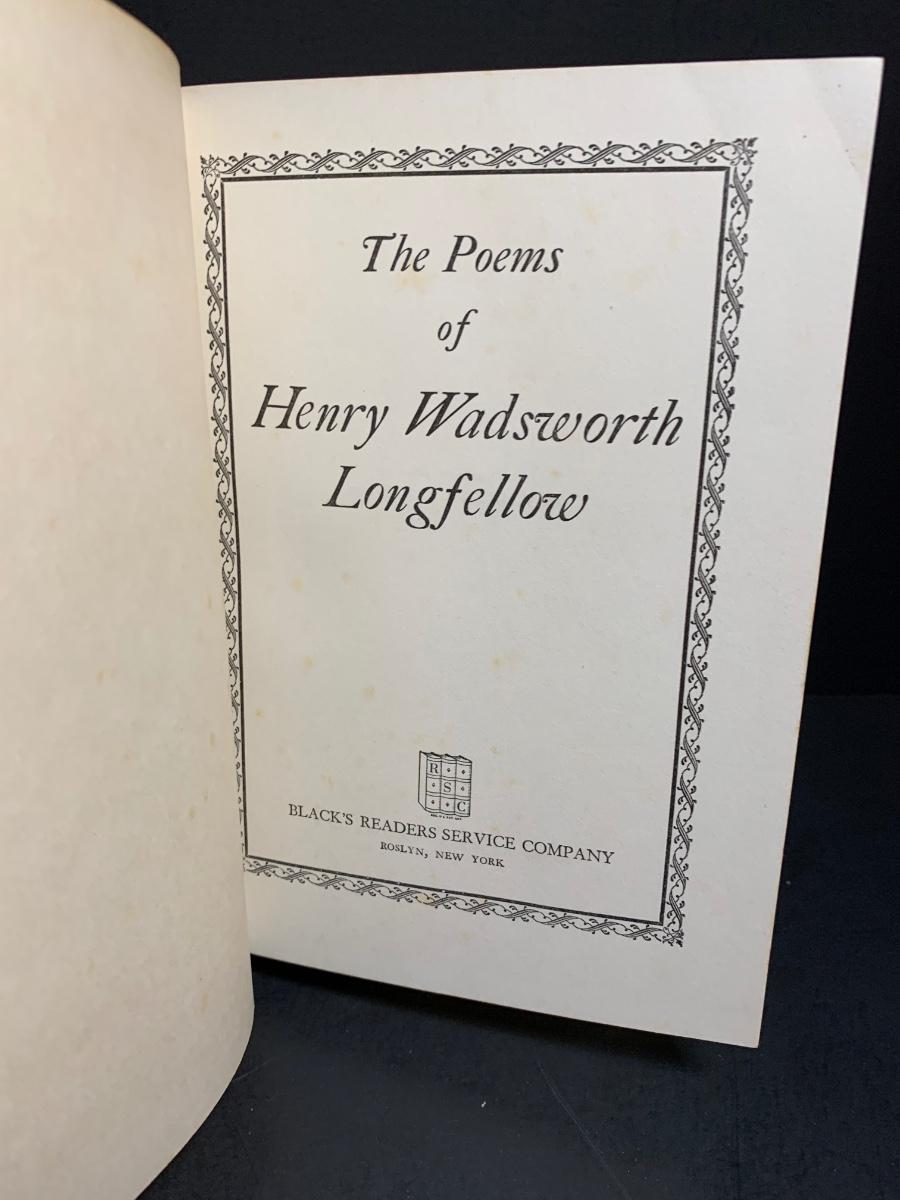 The Poems
of
Henry Wadsworth
Longfellow
R
S
C
BLACK'S READERS SERVICE COMPANY
ROSLYN, NEW YORK